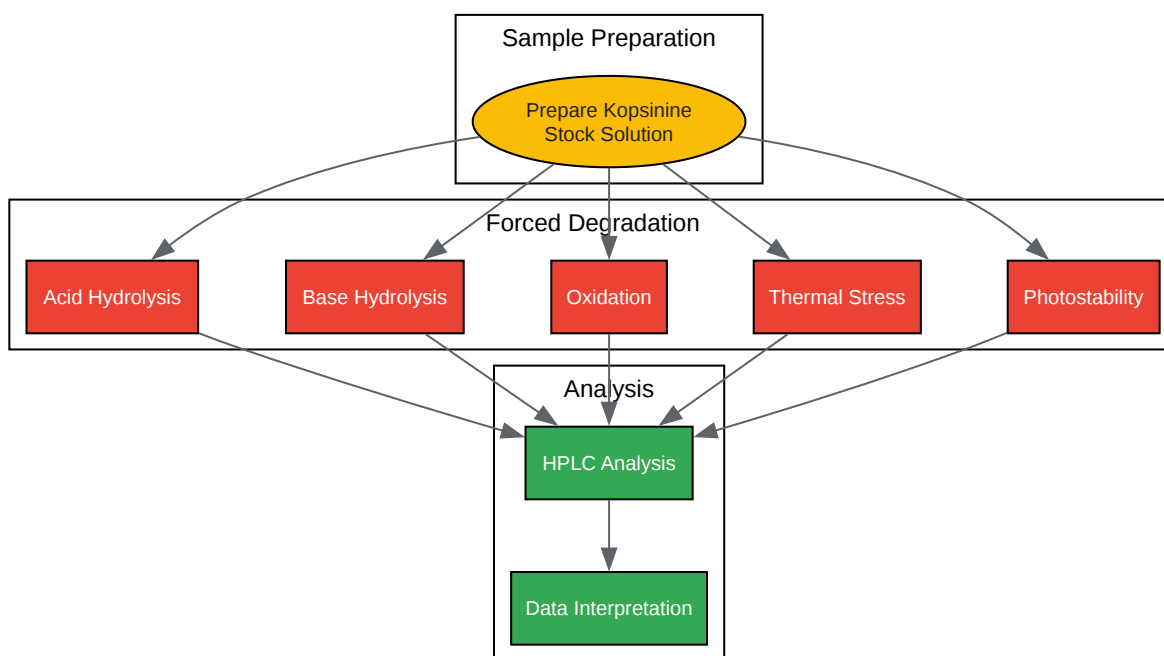 Sample Preparation
Prepare Kopsinine
Stock Solution
Forced Degradation
Acid Hydrolysis
Base Hydrolysis
Oxidation
Thermal Stress
Photostability
Analysis
HPLC Analysis
Data Interpretation